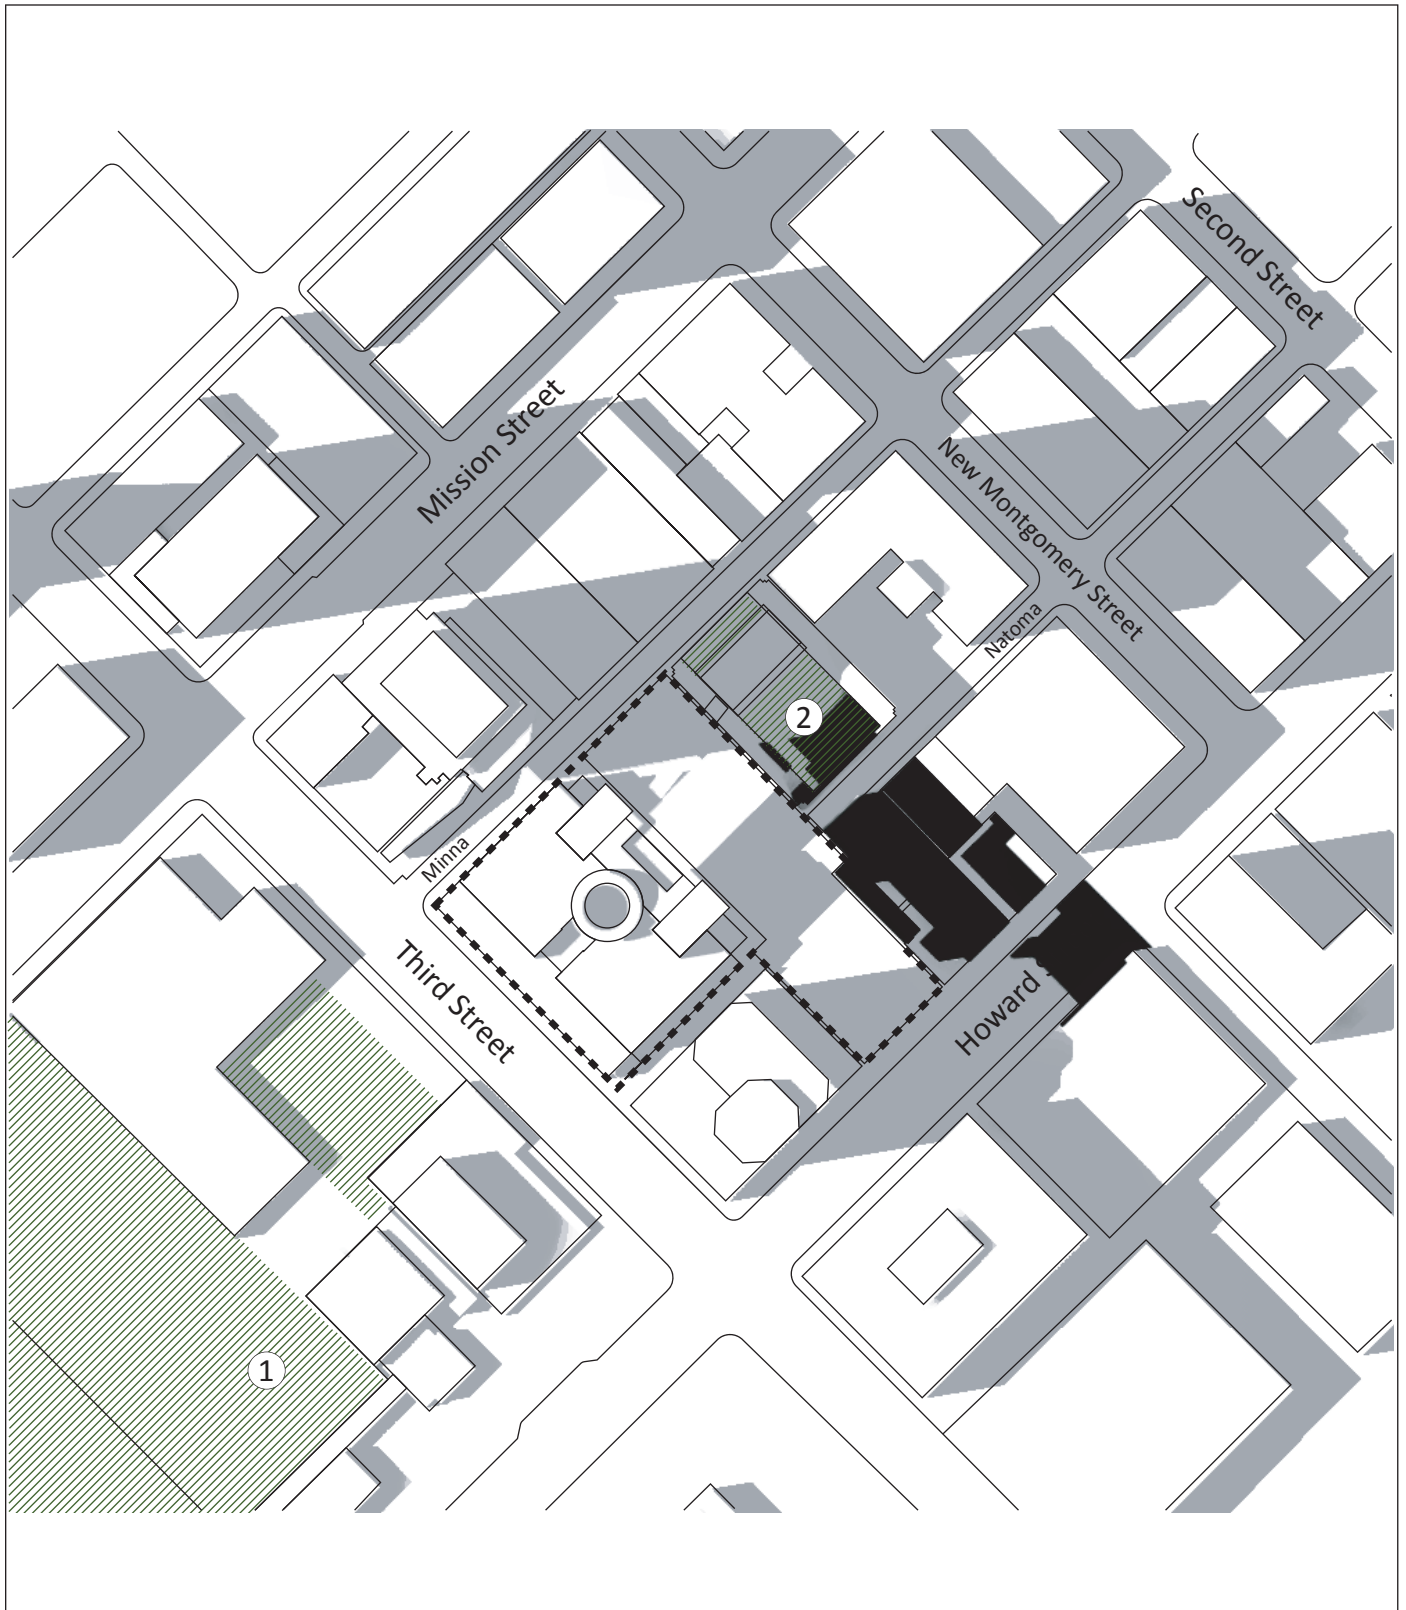 Second Street
Mission Street
New Montgomery Street
Natoma
2
Minna
Third Street
Howard
1